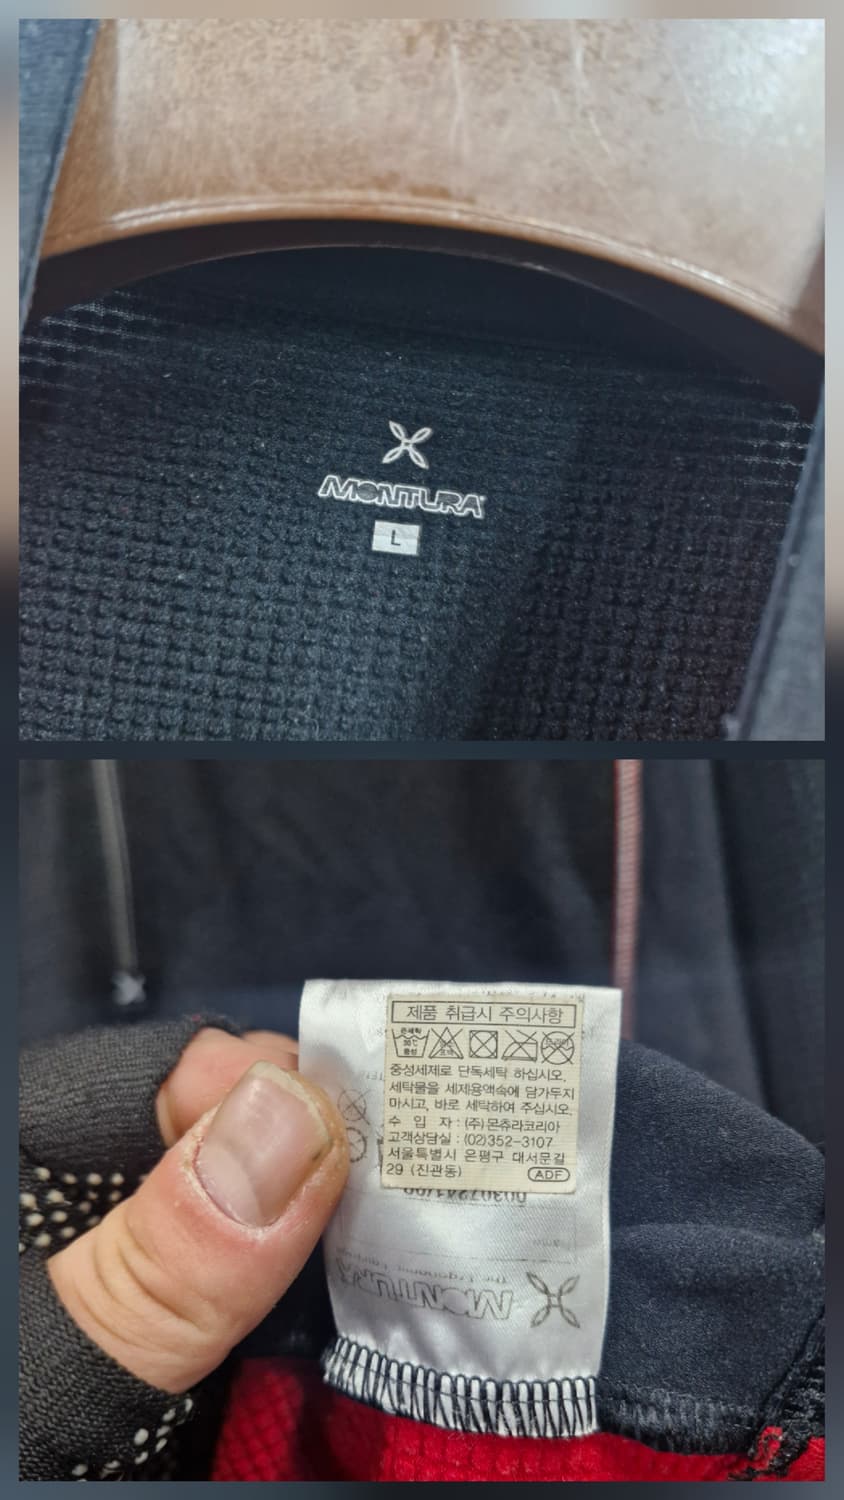 MONTURA
L
제품 취급시 주의사항
중성세제로 단독세탁 하십시오.
세탁물을 세제용액속에 담가두지
마시고, 바로 세탁하여 주십시오.
수 입 자 : (주)몬츄라코리아
고객상담실 : (02)352-3107
서울특별시 은평구 대서문길
29 (진관동)
ADF
MONTURA